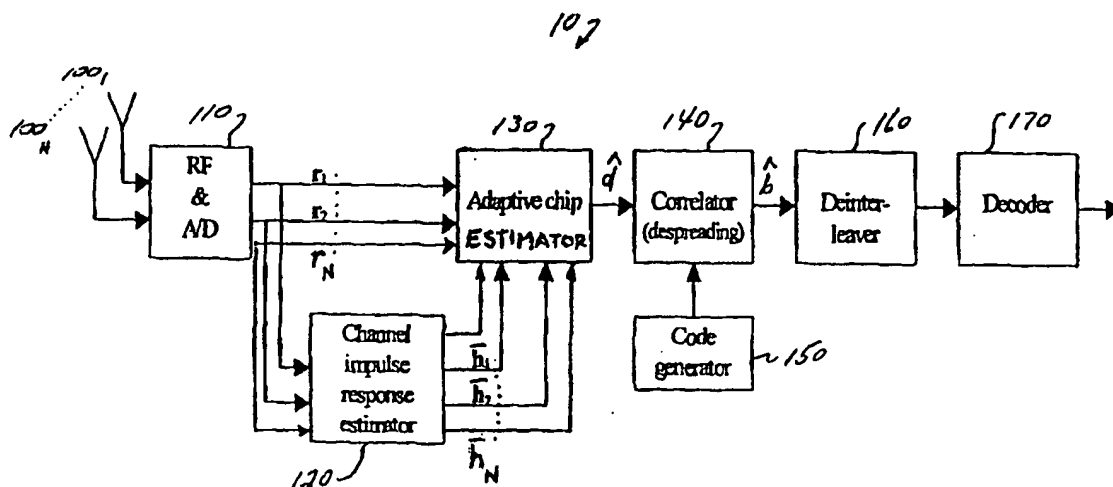 10
100₁
100_N
110
RF
&
A/D
r₁
r₂
r_N
130
Adaptive chip
ESTIMATOR
d̂
140
Correlator
(despreading)
b̂
160
Deinter-
leaver
170
Decoder
Channel
impulse
response
estimator
120
h̄₁
h̄₂
h̄_N
Code
generator
150